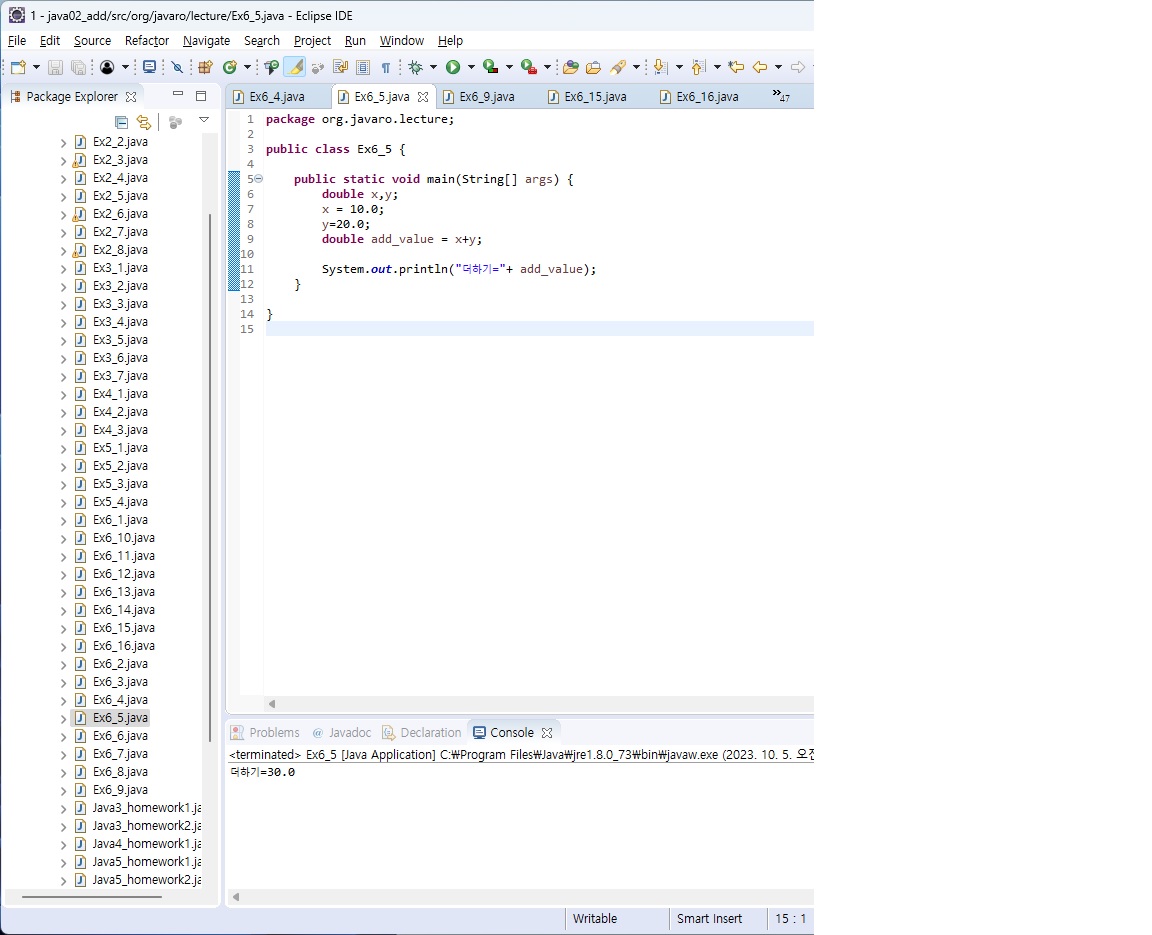 1 - java02_add/src/org/javaro/lecture/Ex6_5.java - Eclipse IDE
File Edit Source Refactor Navigate Search Project Run Window Help
Package Explorer
Ex2_2.java
Ex2_3.java
Ex2_4.java
Ex2_5.java
Ex2_6.java
Ex2_7.java
Ex2_8.java
Ex3_1.java
Ex3_2.java
Ex3_3.java
Ex3_4.java
Ex3_5.java
Ex3_6.java
Ex3_7.java
Ex4_1.java
Ex4_2.java
Ex4_3.java
Ex5_1.java
Ex5_2.java
Ex5_3.java
Ex5_4.java
Ex6_1.java
Ex6_10.java
Ex6_11.java
Ex6_12.java
Ex6_13.java
Ex6_14.java
Ex6_15.java
Ex6_16.java
Ex6_2.java
Ex6_3.java
Ex6_4.java
Ex6_5.java
Ex6_6.java
Ex6_7.java
Ex6_8.java
Ex6_9.java
Java3_homework1.ja
Java3_homework2.ja
Java4_homework1.ja
Java5_homework1.ja
Java5_homework2.ja
Ex6_4.java Ex6_5.java Ex6_9.java Ex6_15.java Ex6_16.java »47
1 package org.javaro.lecture;
2
3 public class Ex6_5 {
4
5 public static void main(String[] args) {
6 double x,y;
7 x = 10.0;
8 y=20.0;
9 double add_value = x+y;
10
11 System.out.println("더하기="+ add_value);
12 }
13
14 }
15
Problems @ Javadoc Declaration Console
<terminated> Ex6_5 [Java Application] C:₩Program Files₩Java₩jre1.8.0_73₩bin₩javaw.exe (2023. 10. 5. 오전
더하기=30.0
Writable Smart Insert 15 : 1